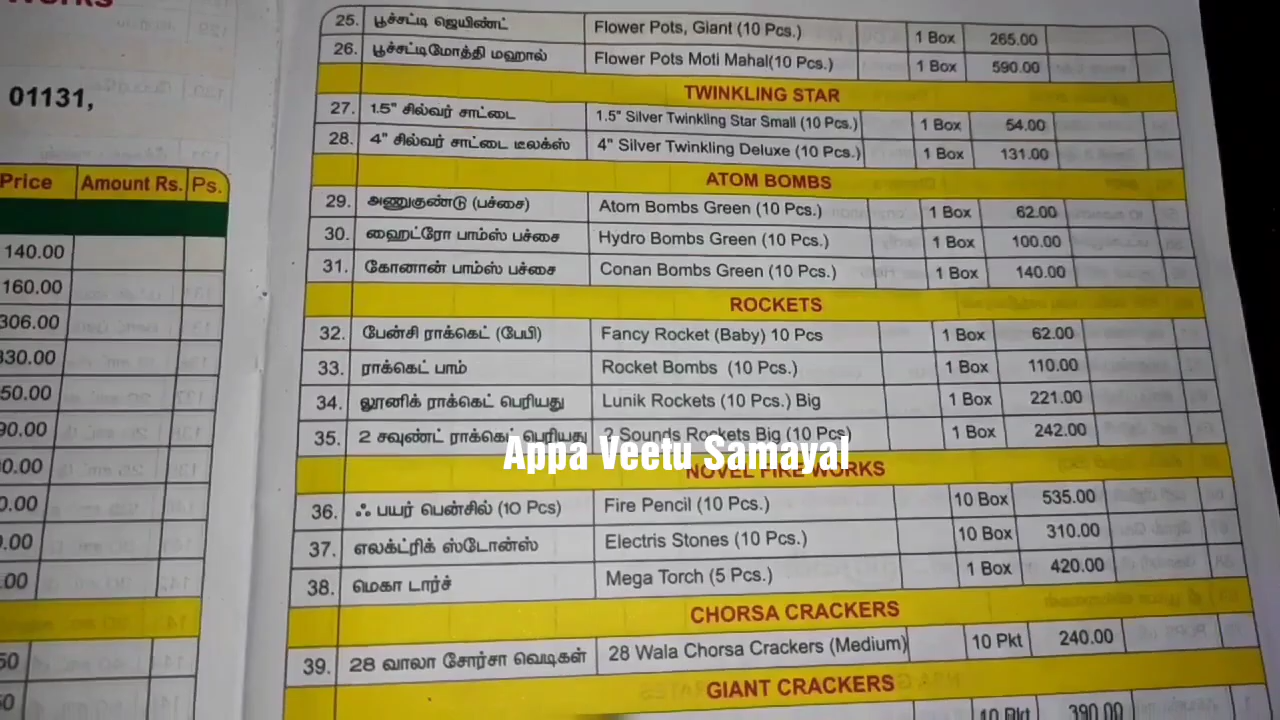 01131,
Price Amount Rs. Ps.
140.00
160.00
306.00
330.00
50.00
90.00
25. பூச்சட்டி ஜெயிண்ட் Flower Pots, Giant (10 Pcs.) 1 Box 265.00
26. பூச்சட்டிமோத்தி மஹால் Flower Pots Moti Mahal(10 Pcs.) 1 Box 590.00
TWINKLING STAR
27. 1.5" சில்வர் சாட்டை 1.5" Silver Twinkling Star Small (10 Pcs.) 1 Box 54.00
28. 4" சில்வர் சாட்டை டீலக்ஸ் 4" Silver Twinkling Deluxe (10 Pcs.) 1 Box 131.00
ATOM BOMBS
29. அணுகுண்டு (பச்சை) Atom Bombs Green (10 Pcs.) 1 Box 62.00
30. ஹைட்ரோ பாம்ஸ் பச்சை Hydro Bombs Green (10 Pcs.) 1 Box 100.00
31. கோனான் பாம்ஸ் பச்சை Conan Bombs Green (10 Pcs.) 1 Box 140.00
ROCKETS
32. பேன்சி ராக்கெட் (பேபி) Fancy Rocket (Baby) 10 Pcs 1 Box 62.00
33. ராக்கெட் பாம் Rocket Bombs (10 Pcs.) 1 Box 110.00
34. லூனிக் ராக்கெட் பெரியது Lunik Rockets (10 Pcs.) Big 1 Box 221.00
35. 2 சவுண்ட் ராக்கெட் பெரியது 2 Sounds Rockets Big (10 Pcs) 1 Box 242.00
Appa Veetu Samayal
NOVEL FIRE WORKS
36. ஃ பயர் பென்சில் (10 Pcs) Fire Pencil (10 Pcs.) 10 Box 535.00
37. எலக்ட்ரிக் ஸ்டோன்ஸ் Electris Stones (10 Pcs.) 10 Box 310.00
38. மெகா டார்ச் Mega Torch (5 Pcs.) 1 Box 420.00
CHORSA CRACKERS
39. 28 வாலா சோர்சா வெடிகள் 28 Wala Chorsa Crackers (Medium) 10 Pkt 240.00
GIANT CRACKERS
10 Pkt 390.00